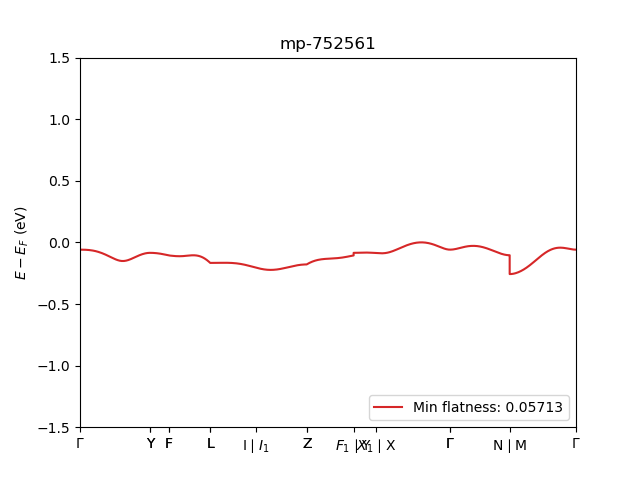 mp-752561
E − E_F (eV)
1.5
1.0
0.5
0.0
−0.5
−1.0
−1.5
Min flatness: 0.05713
Γ Y F L I | I₁ Z F₁ | Y X₁ | X Γ N | M Γ